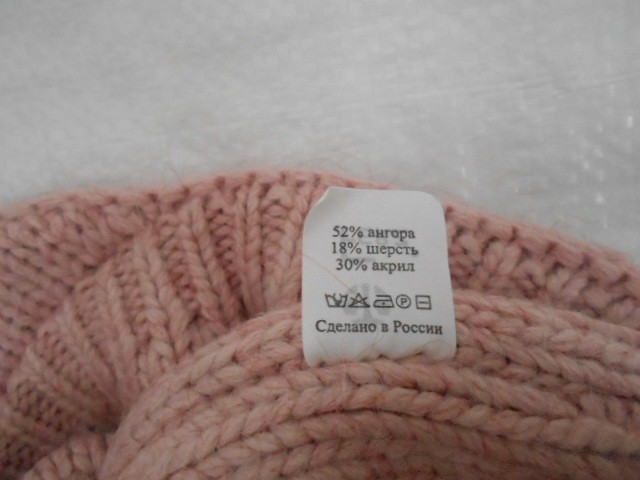 52% ангора
18% шерсть
30% акрил
Сделано в России